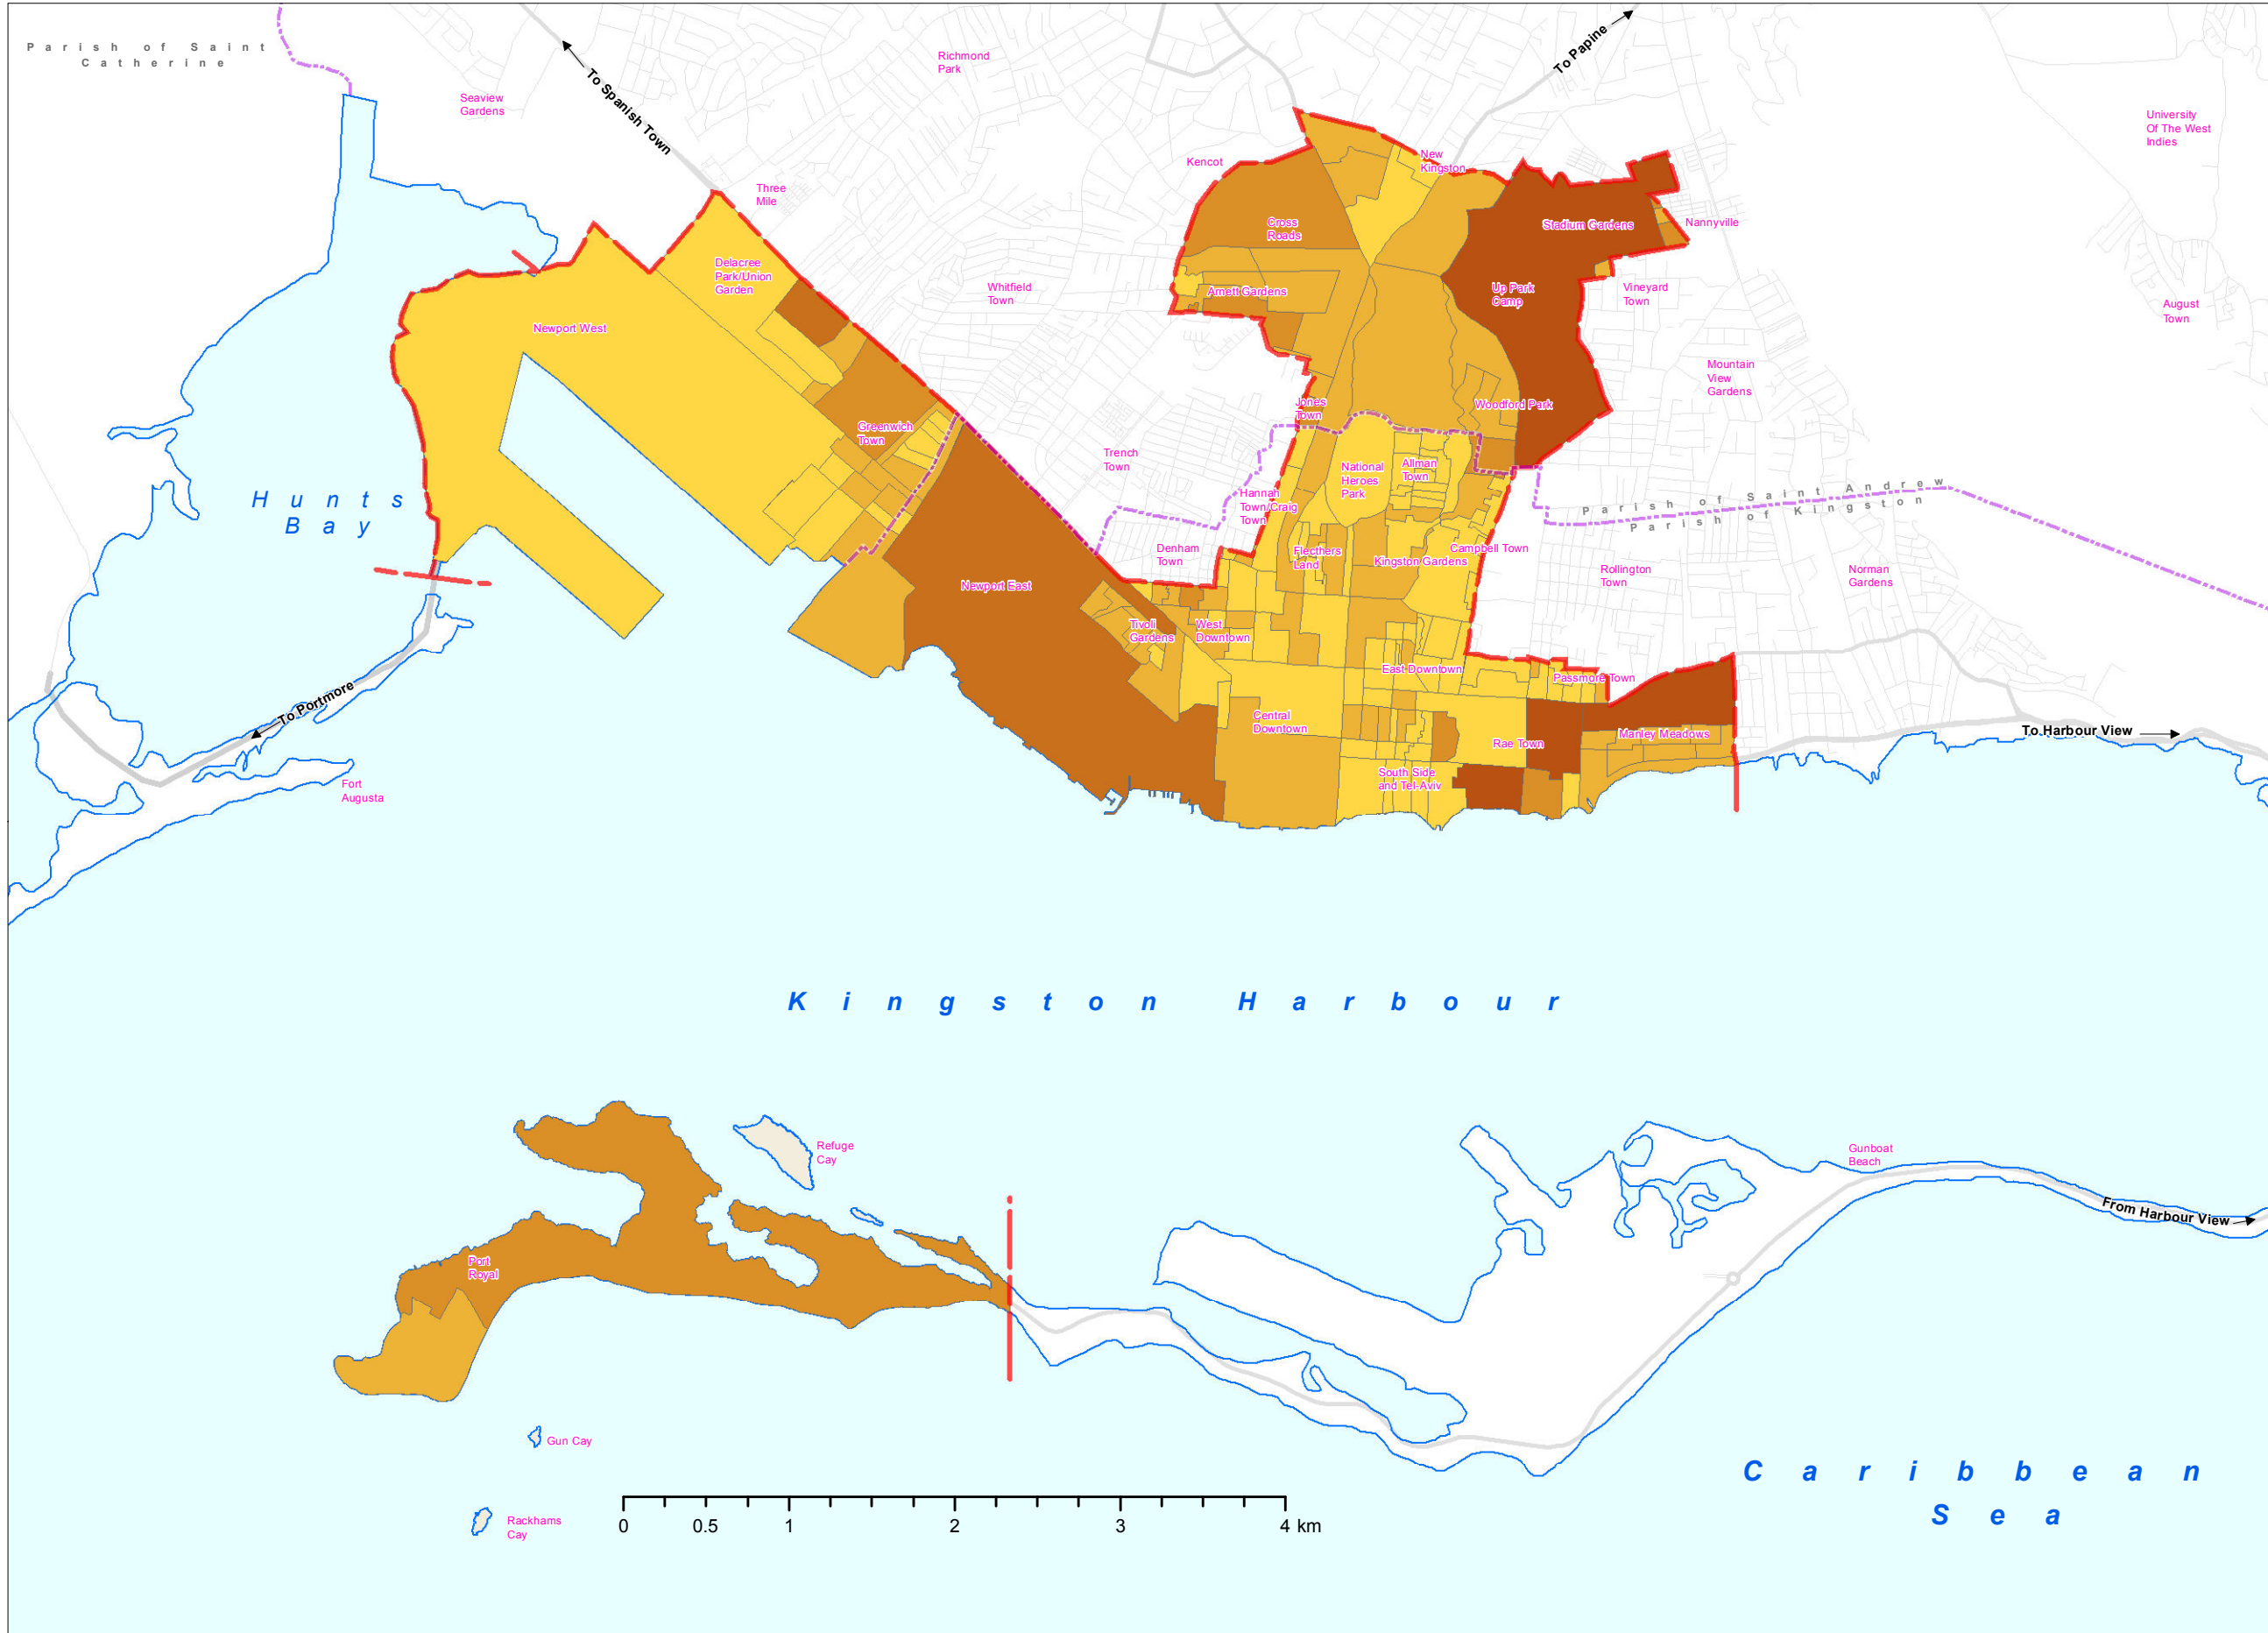 Parish of Saint
Catherine
Seaview
Gardens
To Spanish Town
Richmond
Park
To Papine
University
Of The West
Indies
Three
Mile
Kencot
New
Kingston
Cross
Roads
Stadium Gardens
Nannyville
Delacree
Park/Union
Garden
Whitfield
Town
Arnett Gardens
Up Park
Camp
Vineyard
Town
August
Town
Newport West
Mountain
View
Gardens
Jones
Town
Woodford Park
Greenwich
Town
Trench
Town
National
Heroes
Park
Allman
Town
Hunts
Bay
Hannah
Town/Craig
Town
Parish of Saint Andrew
Parish of Kingston
Denham
Town
Flecthers
Land
Kingston Gardens
Campbell Town
Rollington
Town
Norman
Gardens
Newport East
Tivoli
Gardens
West
Downtown
East Downtown
Passmore Town
To Portmore
Central
Downtown
Rae Town
Manley Meadows
To Harbour View
South Side
and Tel-Aviv
Fort
Augusta
Kingston Harbour
Refuge
Cay
Gunboat
Beach
From Harbour View
Port
Royal
Gun Cay
Caribbean
Sea
Rackhams
Cay
0 0.5 1 2 3 4 km